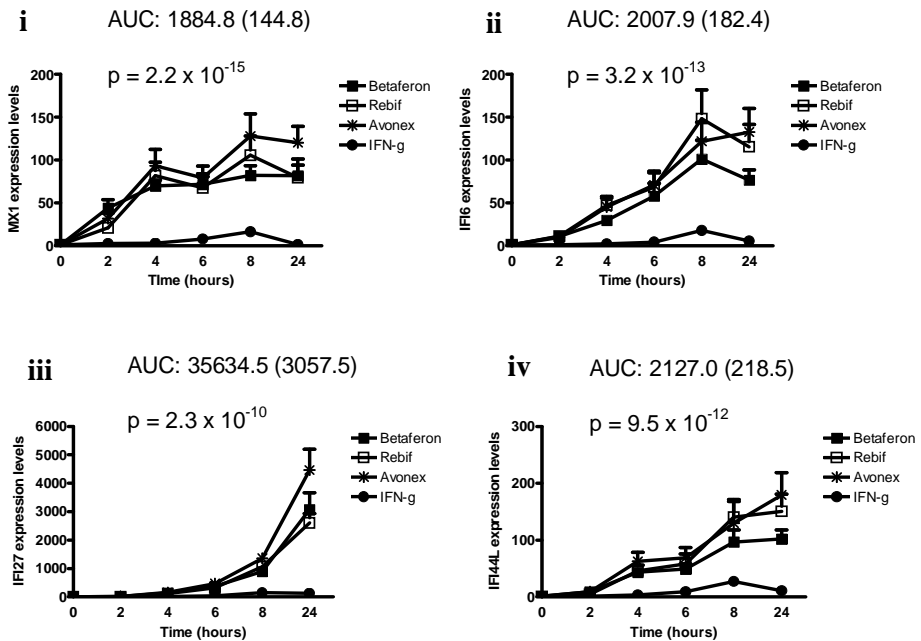 i
AUC: 1884.8 (144.8)
p = 2.2 x 10-15
200
150
100
50
0
MX1 expression levels
0 2 4 6 8 24
TIme (hours)
Betaferon
Rebif
Avonex
IFN-g
ii
AUC: 2007.9 (182.4)
p = 3.2 x 10-13
200
150
100
50
0
IFI6 expression levels
0 2 4 6 8 24
Time (hours)
Betaferon
Rebif
Avonex
IFN-g
iii
AUC: 35634.5 (3057.5)
p = 2.3 x 10-10
6000
5000
4000
3000
2000
1000
0
IFI27 expression levels
0 2 4 6 8 24
Time (hours)
Betaferon
Rebif
Avonex
IFN-g
iv
AUC: 2127.0 (218.5)
p = 9.5 x 10-12
300
200
100
0
IFI44L expression levels
0 2 4 6 8 24
Time (hours)
Betaferon
Rebif
Avonex
IFN-g